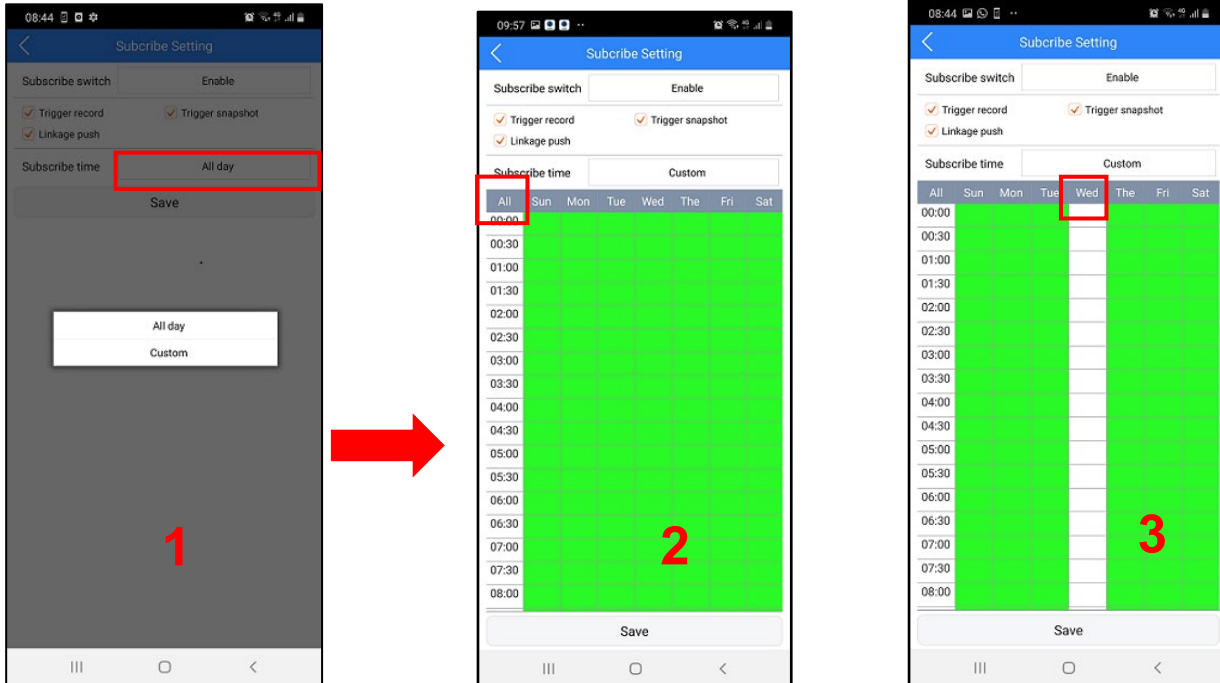 08:44
Subcribe Setting
Subscribe switch Enable
Trigger record Trigger snapshot
Linkage push
Subscribe time All day
Save
All day
Custom
1
09:57
Subcribe Setting
Subscribe switch Enable
Trigger record Trigger snapshot
Linkage push
Subscribe time Custom
All Sun Mon Tue Wed The Fri Sat
00:00
00:30
01:00
01:30
02:00
02:30
03:00
03:30
04:00
04:30
05:00
05:30
06:00
06:30
07:00
07:30
08:00
2
Save
08:44
Subcribe Setting
Subscribe switch Enable
Trigger record Trigger snapshot
Linkage push
Subscribe time Custom
All Sun Mon Tue Wed The Fri Sat
00:00
00:30
01:00
01:30
02:00
02:30
03:00
03:30
04:00
04:30
05:00
05:30
06:00
06:30
07:00
07:30
08:00
3
Save